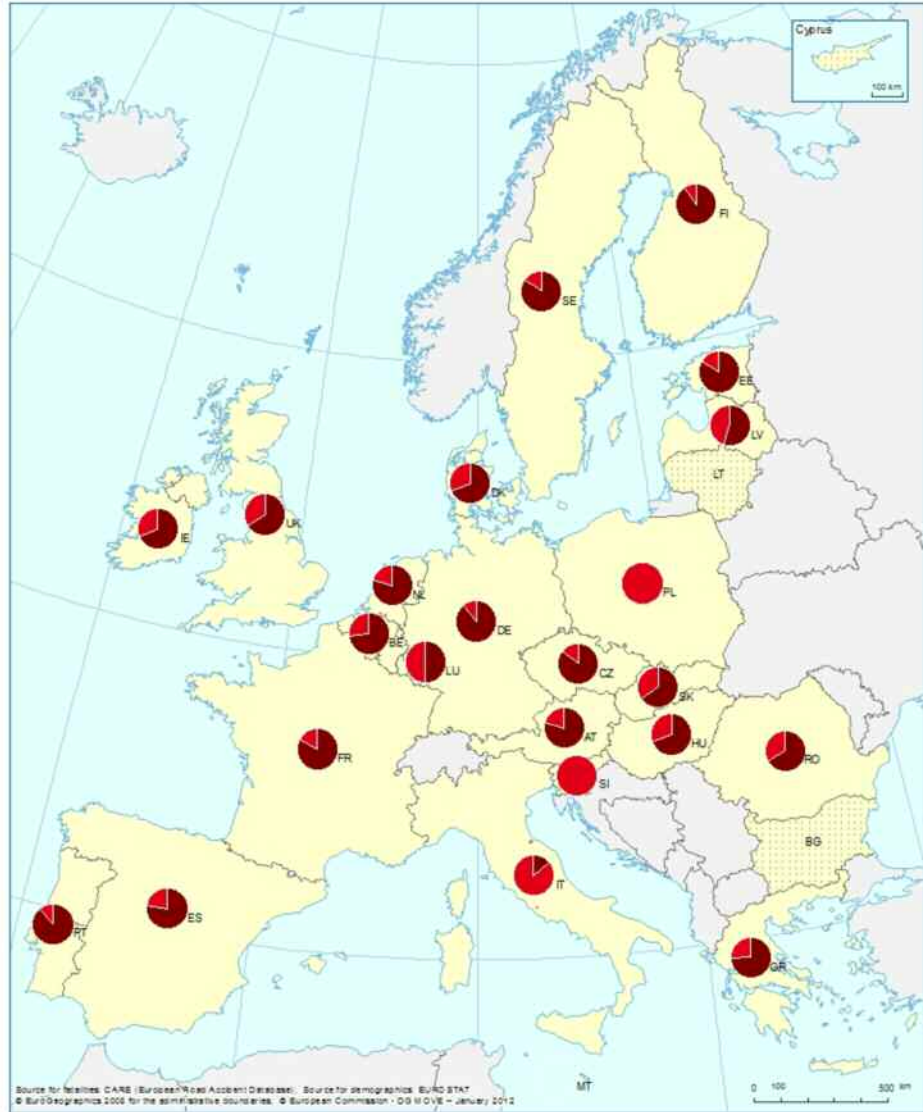 Cyprus
100 km
FI
SE
EE
LV
LT
DK
IE
UK
NL
PL
DE
BE
LU
CZ
SK
AT
HU
FR
RO
SI
BG
IT
ES
PT
GR
MT
Source for fatalities: CARE (European Road Accident Database). Source for demographics: EUROSTAT
© EuroGeographics 2008 for the administrative boundaries. © European Commission - DG MOVE – January 2012
0 100 500 km